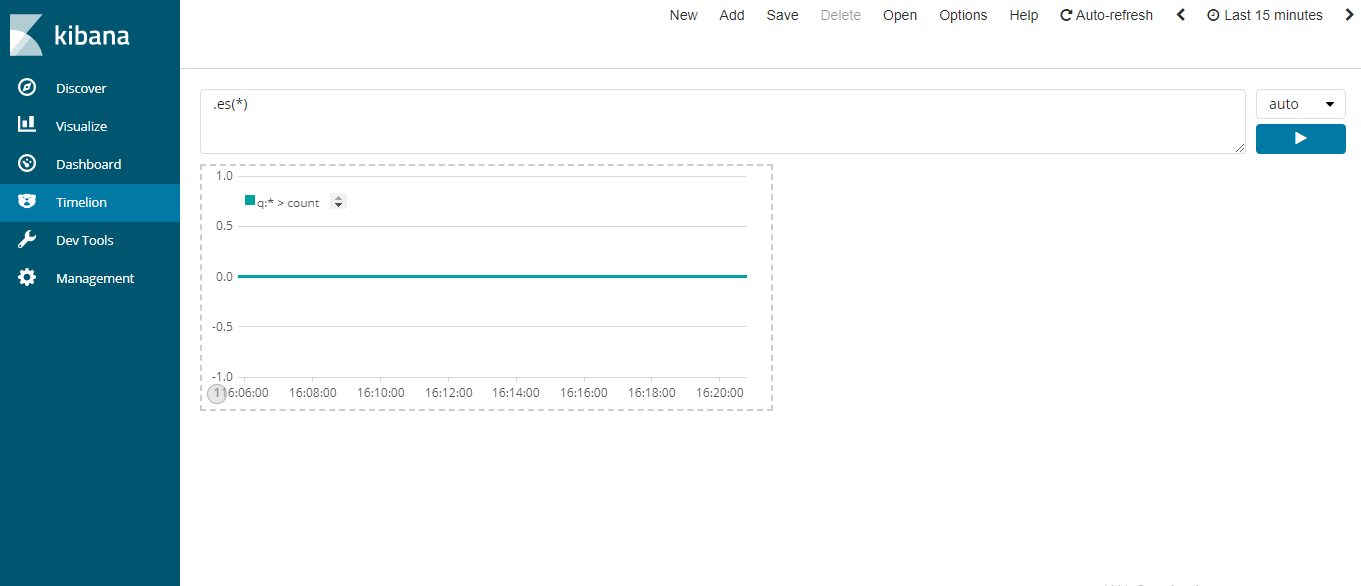 New Add Save Delete Open Options Help Auto-refresh Last 15 minutes
kibana
Discover
Visualize
Dashboard
Timelion
Dev Tools
Management
.es(*)
auto
1.0
q:* > count
0.5
0.0
-0.5
-1.0
1 16:06:00 16:08:00 16:10:00 16:12:00 16:14:00 16:16:00 16:18:00 16:20:00